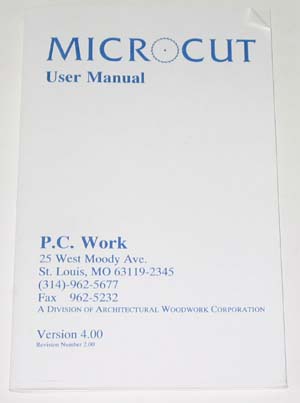 MICROCUT
User Manual
P.C. Work
25 West Moody Ave.
St. Louis, MO 63119-2345
(314)-962-5677
Fax 962-5232
A DIVISION OF ARCHITECTURAL WOODWORK CORPORATION
Version 4.00
Revision Number 2.00